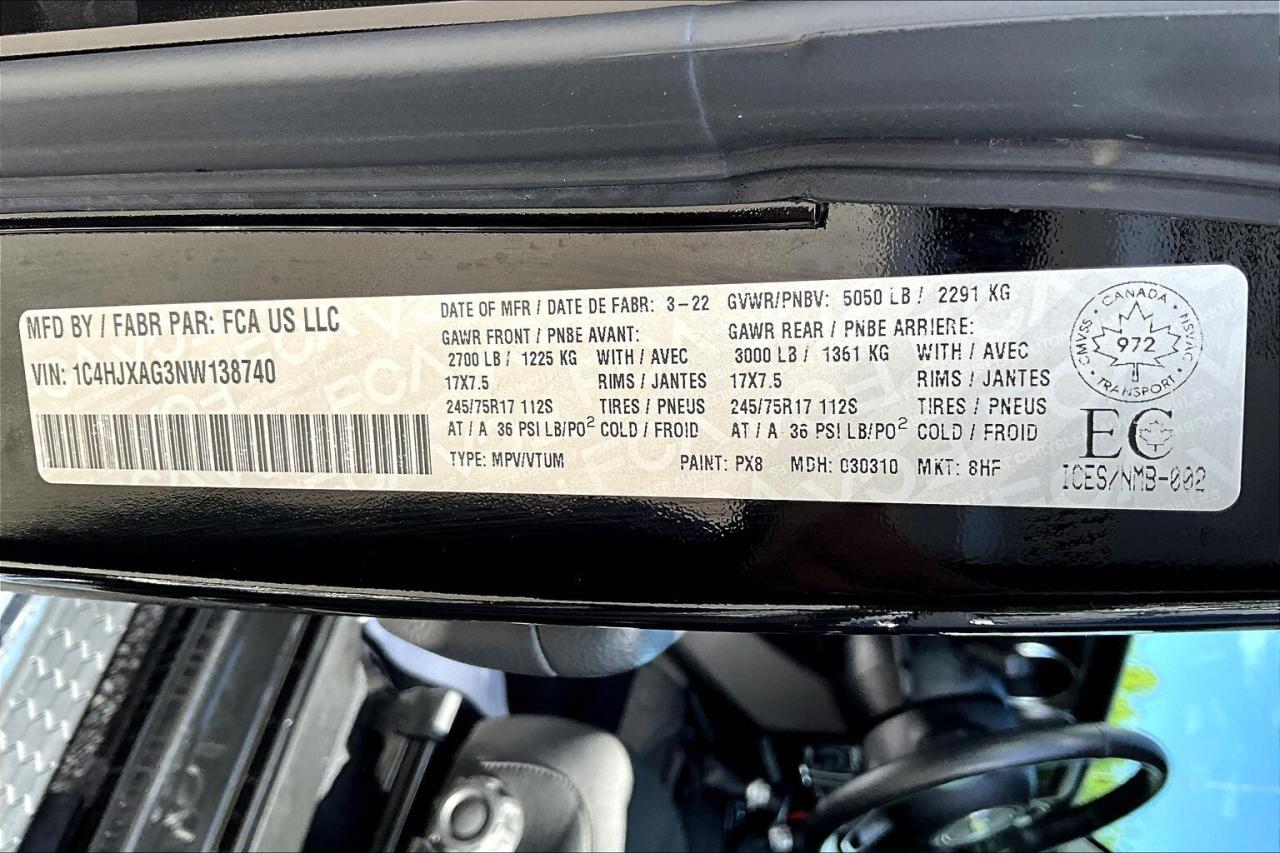 MFD BY / FABR PAR: FCA US LLC
VIN: 1C4HJXAG3NW138740
DATE OF MFR / DATE DE FABR: 3-22 GVWR/PNBV: 5050 LB / 2291 KG
GAWR FRONT / PNBE AVANT: GAWR REAR / PNBE ARRIERE:
2700 LB / 1225 KG WITH / AVEC 3000 LB / 1361 KG WITH / AVEC
17X7.5 RIMS / JANTES 17X7.5 RIMS / JANTES
245/75R17 112S TIRES / PNEUS 245/75R17 112S TIRES / PNEUS
AT / A 36 PSI LB/PO² COLD / FROID AT / A 36 PSI LB/PO² COLD / FROID
TYPE: MPV/VTUM PAINT: PX8 MDH: 030310 MKT: 8HF
CANADA
CMVSS 972 NSVAC
TRANSPORT
EC
ICES/NMB-002